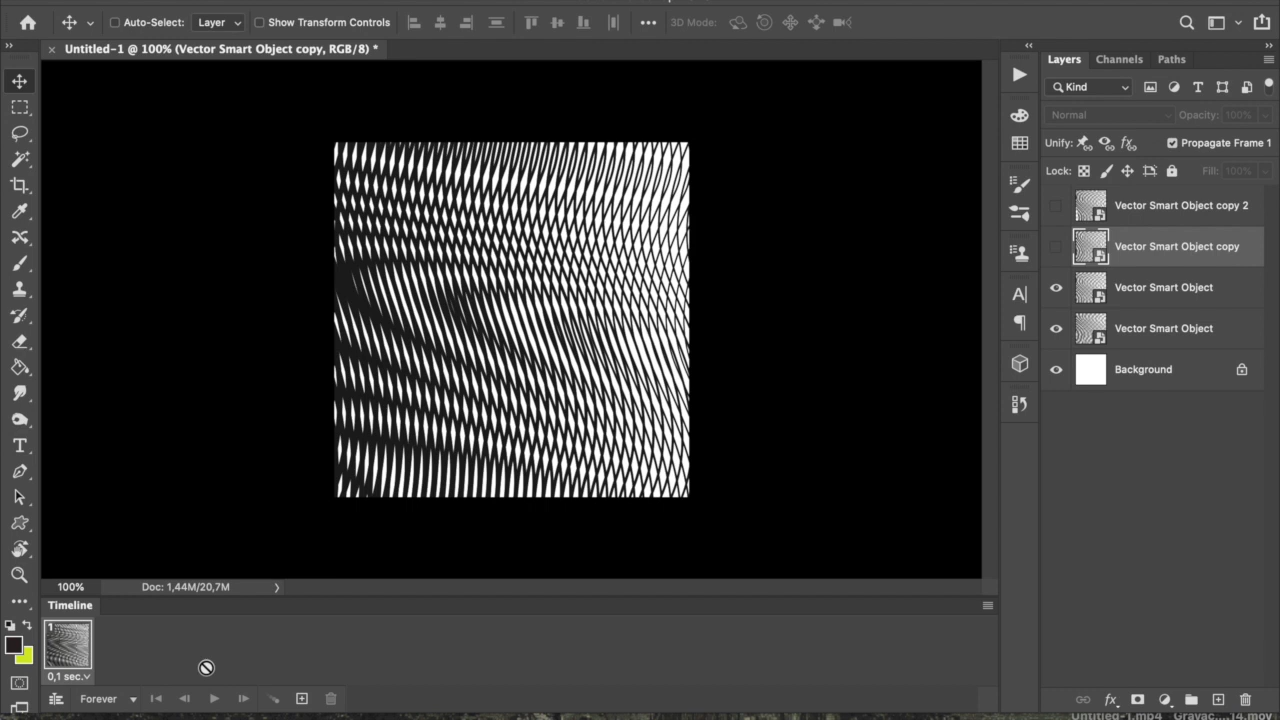 Auto-Select: Layer Show Transform Controls 3D Mode:
Untitled-1 @ 100% (Vector Smart Object copy, RGB/8) *
Layers Channels Paths
Kind
Normal Opacity: 100%
Unify: Propagate Frame 1
Lock: Fill: 100%
Vector Smart Object copy 2
Vector Smart Object copy
Vector Smart Object
Vector Smart Object
Background
100% Doc: 1,44M/20,7M
Timeline
1
0,1 sec.
Forever
Untitled-1.mp4